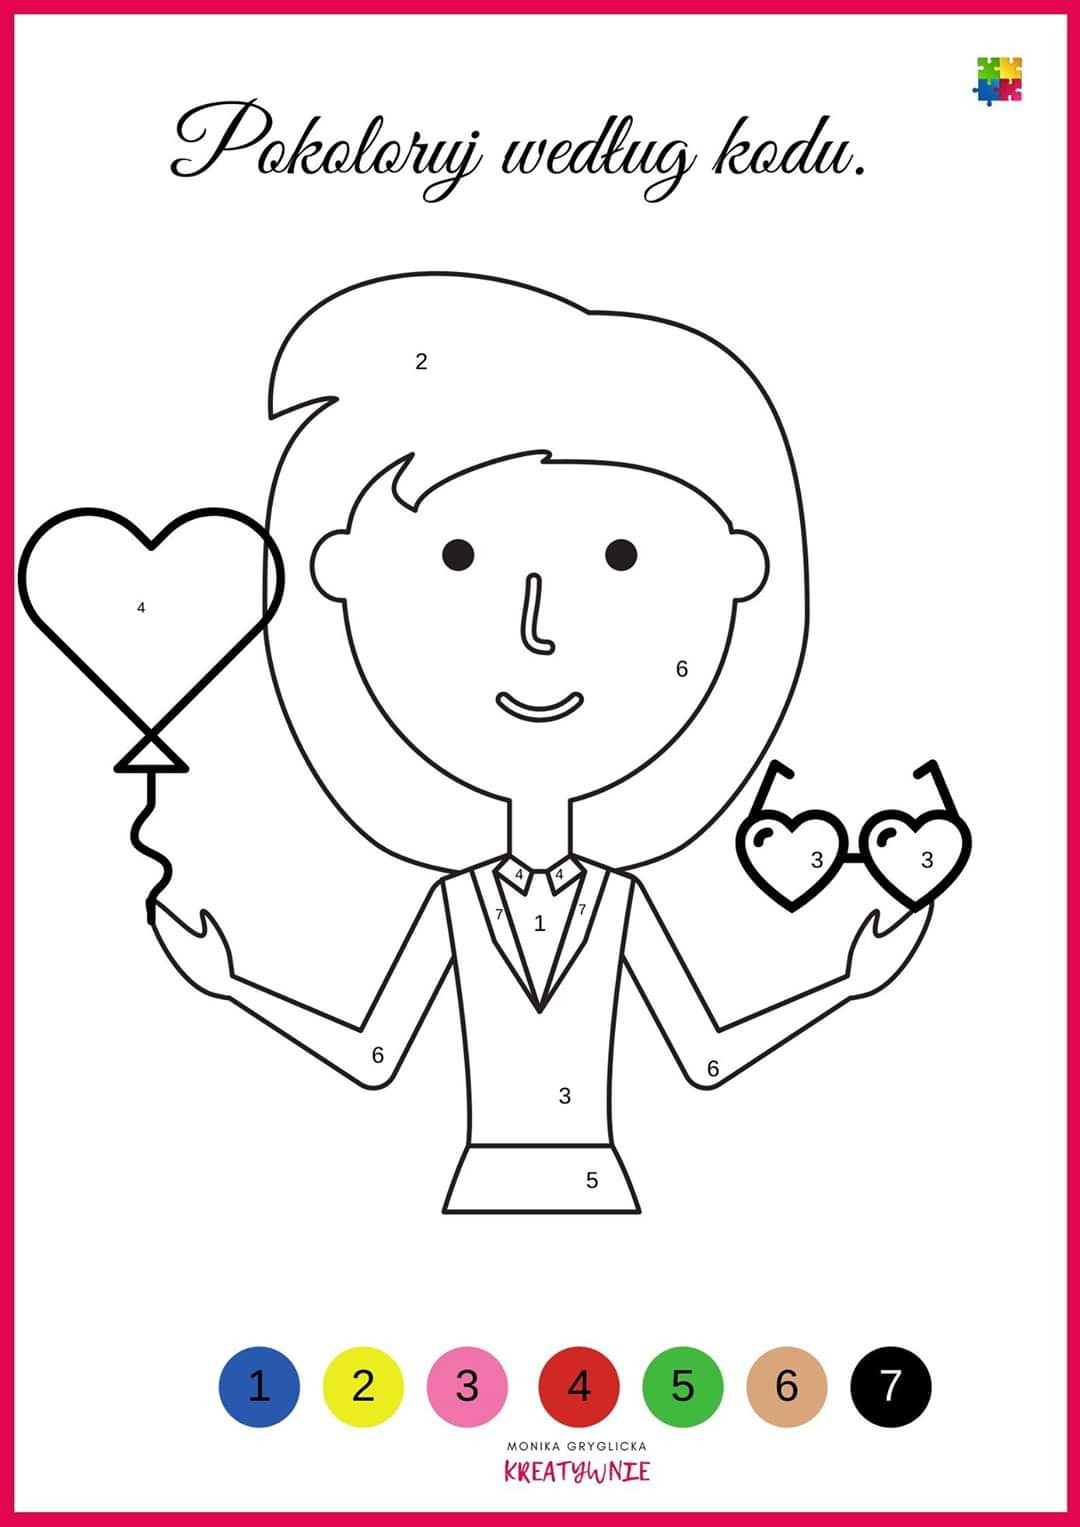 Pokoloruj według kodu.
2
4
6
3 3
4 4
7 1 7
6 6
3
5
1 2 3 4 5 6 7
MONIKA GRYGLICKA
KREATYWNIE